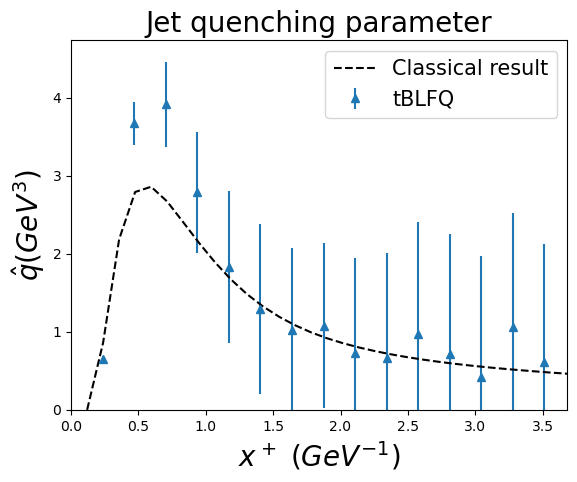 Jet quenching parameter
Classical result
tBLFQ
4
3
2
1
0
q̂(GeV³)
0.0 0.5 1.0 1.5 2.0 2.5 3.0 3.5
x⁺ (GeV⁻¹)